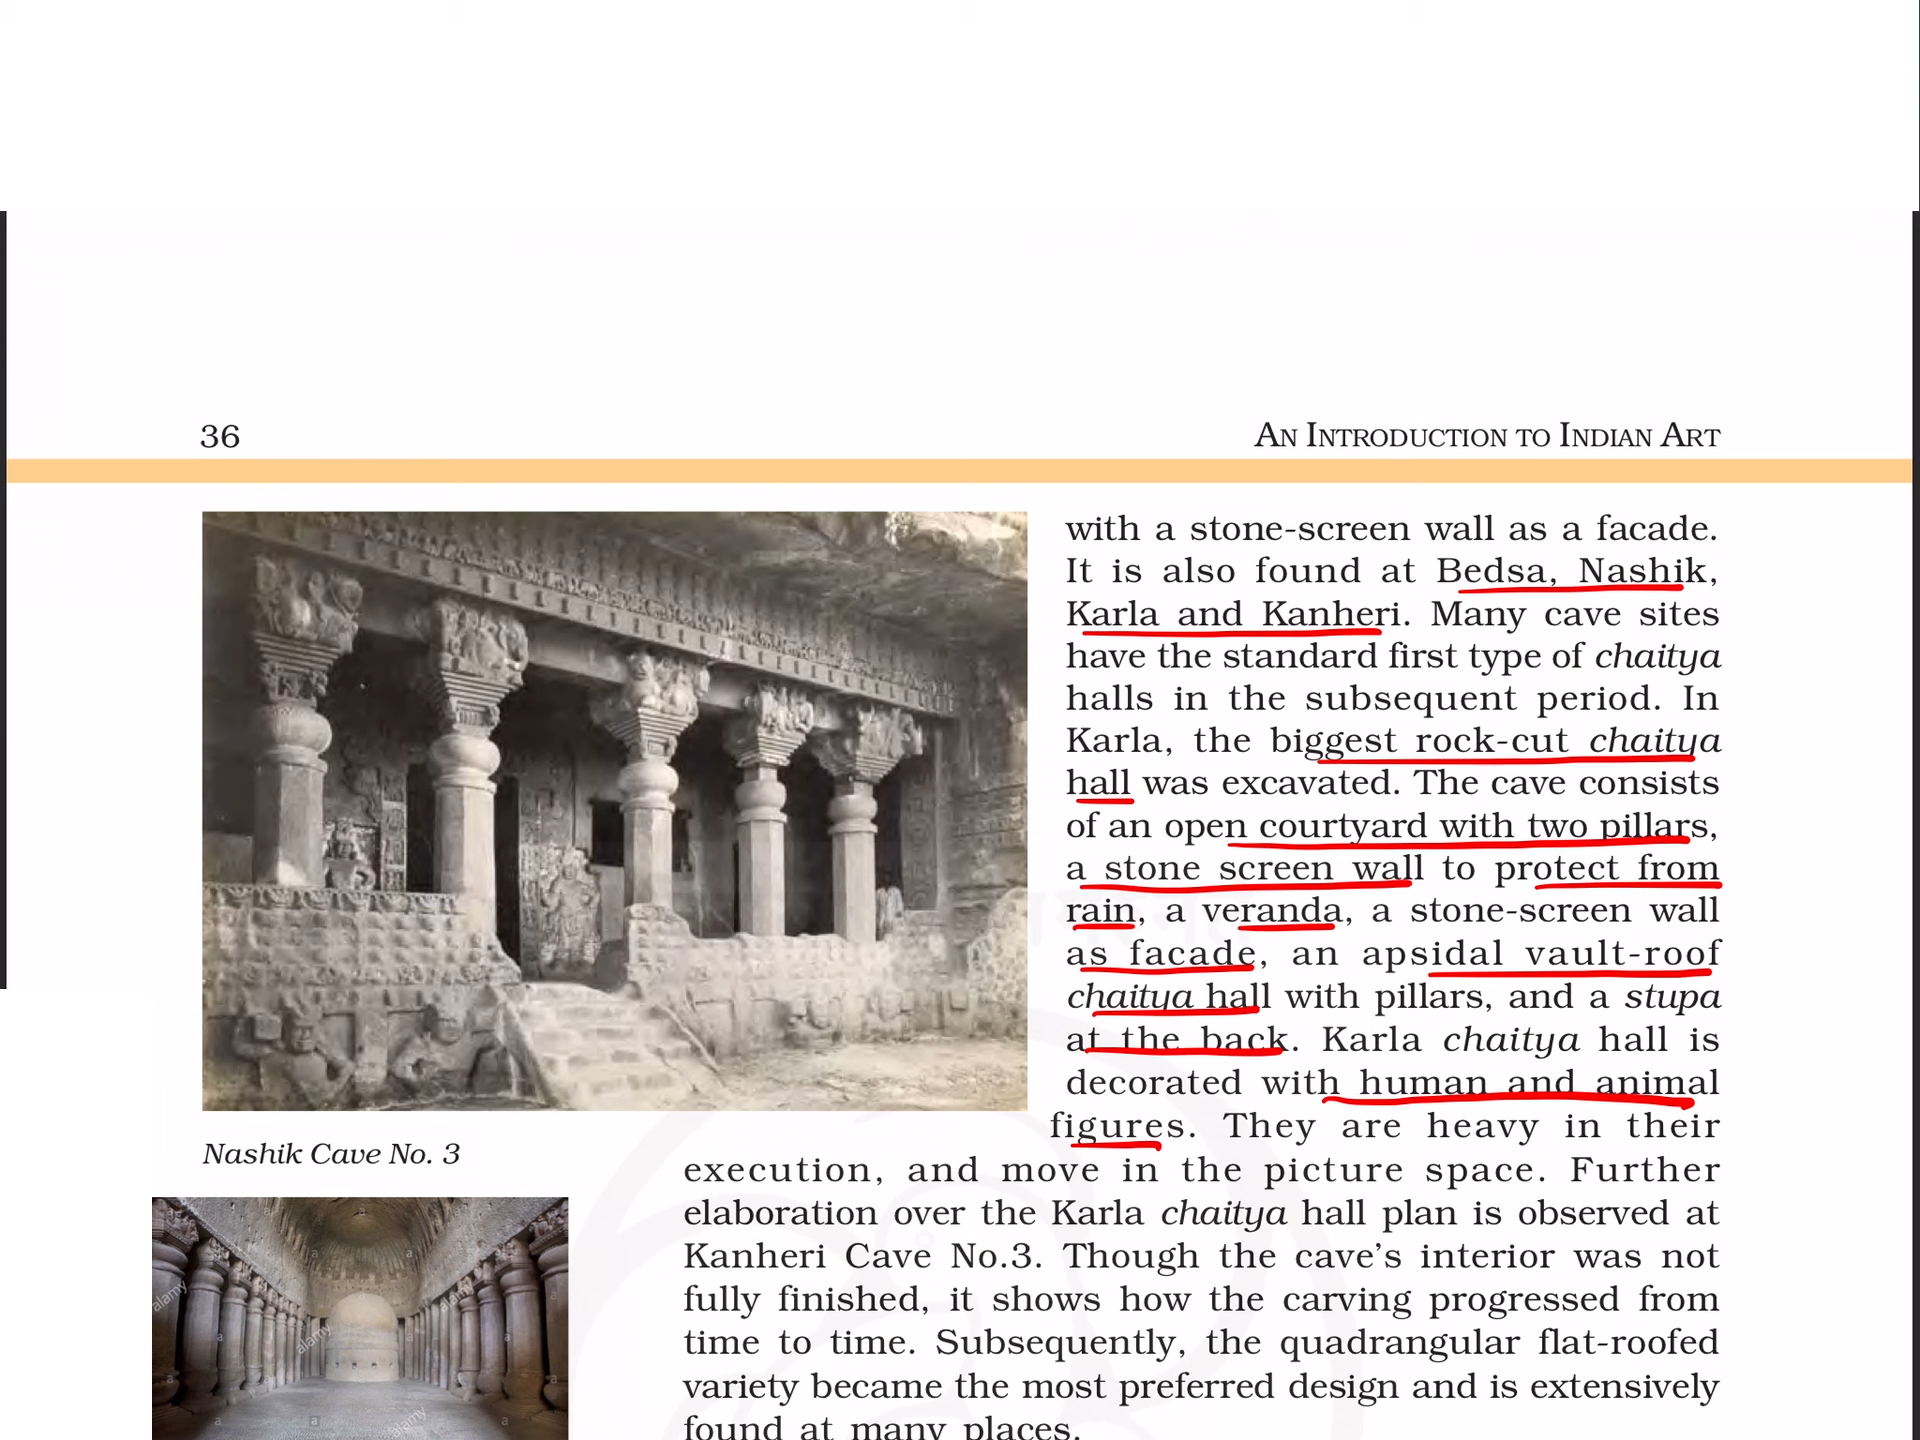 36
An Introduction to Indian Art
with a stone-screen wall as a facade.
It is also found at Bedsa, Nashik,
Karla and Kanheri. Many cave sites
have the standard first type of chaitya
halls in the subsequent period. In
Karla, the biggest rock-cut chaitya
hall was excavated. The cave consists
of an open courtyard with two pillars,
a stone screen wall to protect from
rain, a veranda, a stone-screen wall
as facade, an apsidal vault-roof
chaitya hall with pillars, and a stupa
at the back. Karla chaitya hall is
decorated with human and animal
figures. They are heavy in their
execution, and move in the picture space. Further
elaboration over the Karla chaitya hall plan is observed at
Kanheri Cave No.3. Though the cave's interior was not
fully finished, it shows how the carving progressed from
time to time. Subsequently, the quadrangular flat-roofed
variety became the most preferred design and is extensively
found at many places.
Nashik Cave No. 3
a
a
alamy
alamy
a
alamy
a
a
a
a
a
a
a
alamy
a